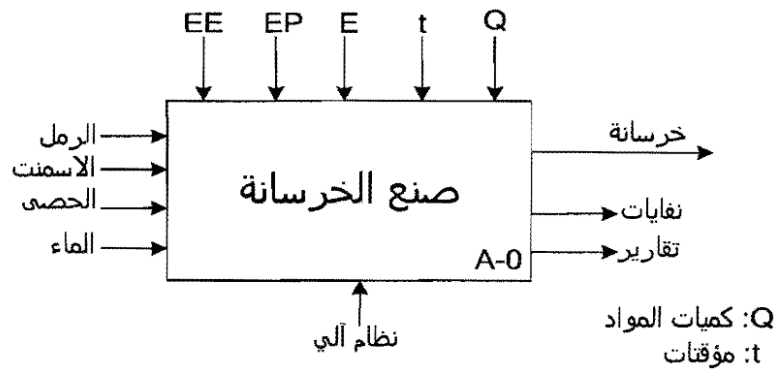 EE EP E t Q
الرمل
الاسمنت
الحصى
الماء
صنع الخرسانة
A-0
خرسانة
نفايات
تقارير
نظام آلي
Q: كميات المواد
t: مؤقتات